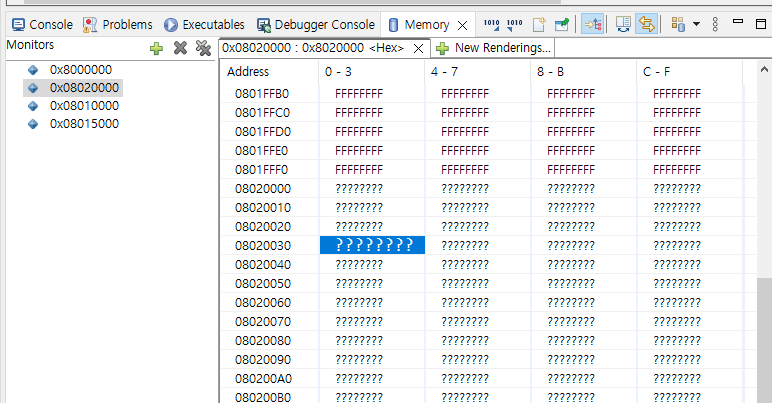 Console Problems Executables Debugger Console Memory
Monitors
0x8000000
0x08020000
0x08010000
0x08015000
0x08020000 : 0x8020000 <Hex> New Renderings...
Address 0 - 3 4 - 7 8 - B C - F
0801FFB0 FFFFFFFF FFFFFFFF FFFFFFFF FFFFFFFF
0801FFC0 FFFFFFFF FFFFFFFF FFFFFFFF FFFFFFFF
0801FFD0 FFFFFFFF FFFFFFFF FFFFFFFF FFFFFFFF
0801FFE0 FFFFFFFF FFFFFFFF FFFFFFFF FFFFFFFF
0801FFF0 FFFFFFFF FFFFFFFF FFFFFFFF FFFFFFFF
08020000 ???????? ???????? ???????? ????????
08020010 ???????? ???????? ???????? ????????
08020020 ???????? ???????? ???????? ????????
08020030 ???????? ???????? ???????? ????????
08020040 ???????? ???????? ???????? ????????
08020050 ???????? ???????? ???????? ????????
08020060 ???????? ???????? ???????? ????????
08020070 ???????? ???????? ???????? ????????
08020080 ???????? ???????? ???????? ????????
08020090 ???????? ???????? ???????? ????????
080200A0 ???????? ???????? ???????? ????????
080200B0 ???????? ???????? ???????? ????????